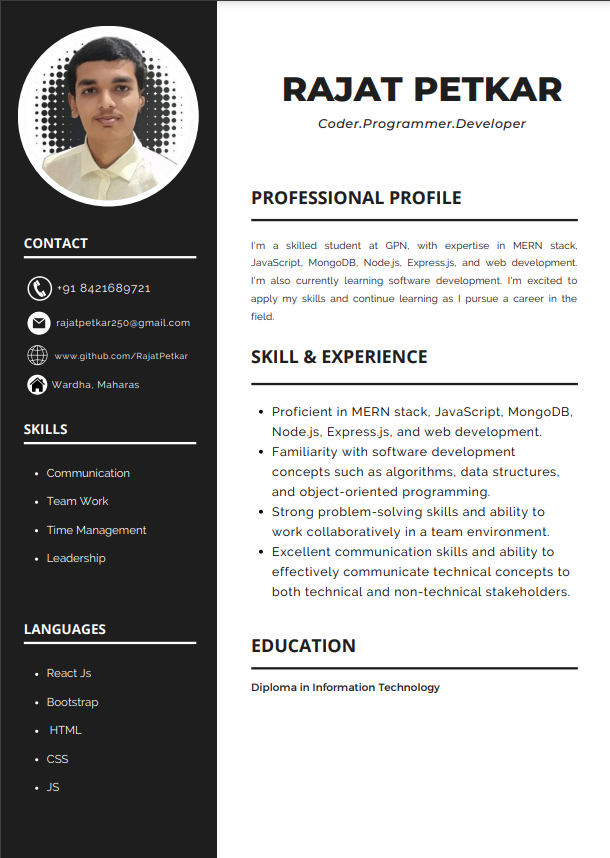 RAJAT PETKAR
Coder.Programmer.Developer
CONTACT
+91 8421689721
rajatpetkar250@gmail.com
www.github.com/RajatPetkar
Wardha, Maharas
SKILLS
• Communication
• Team Work
• Time Management
• Leadership
LANGUAGES
• React Js
• Bootstrap
• HTML
• CSS
• JS
PROFESSIONAL PROFILE
I'm a skilled student at GPN, with expertise in MERN stack,
JavaScript, MongoDB, Node.js, Express.js, and web development.
I'm also currently learning software development. I'm excited to
apply my skills and continue learning as I pursue a career in the
field.
SKILL & EXPERIENCE
• Proficient in MERN stack, JavaScript, MongoDB,
Node.js, Express.js, and web development.
• Familiarity with software development
concepts such as algorithms, data structures,
and object-oriented programming.
• Strong problem-solving skills and ability to
work collaboratively in a team environment.
• Excellent communication skills and ability to
effectively communicate technical concepts to
both technical and non-technical stakeholders.
EDUCATION
Diploma in Information Technology